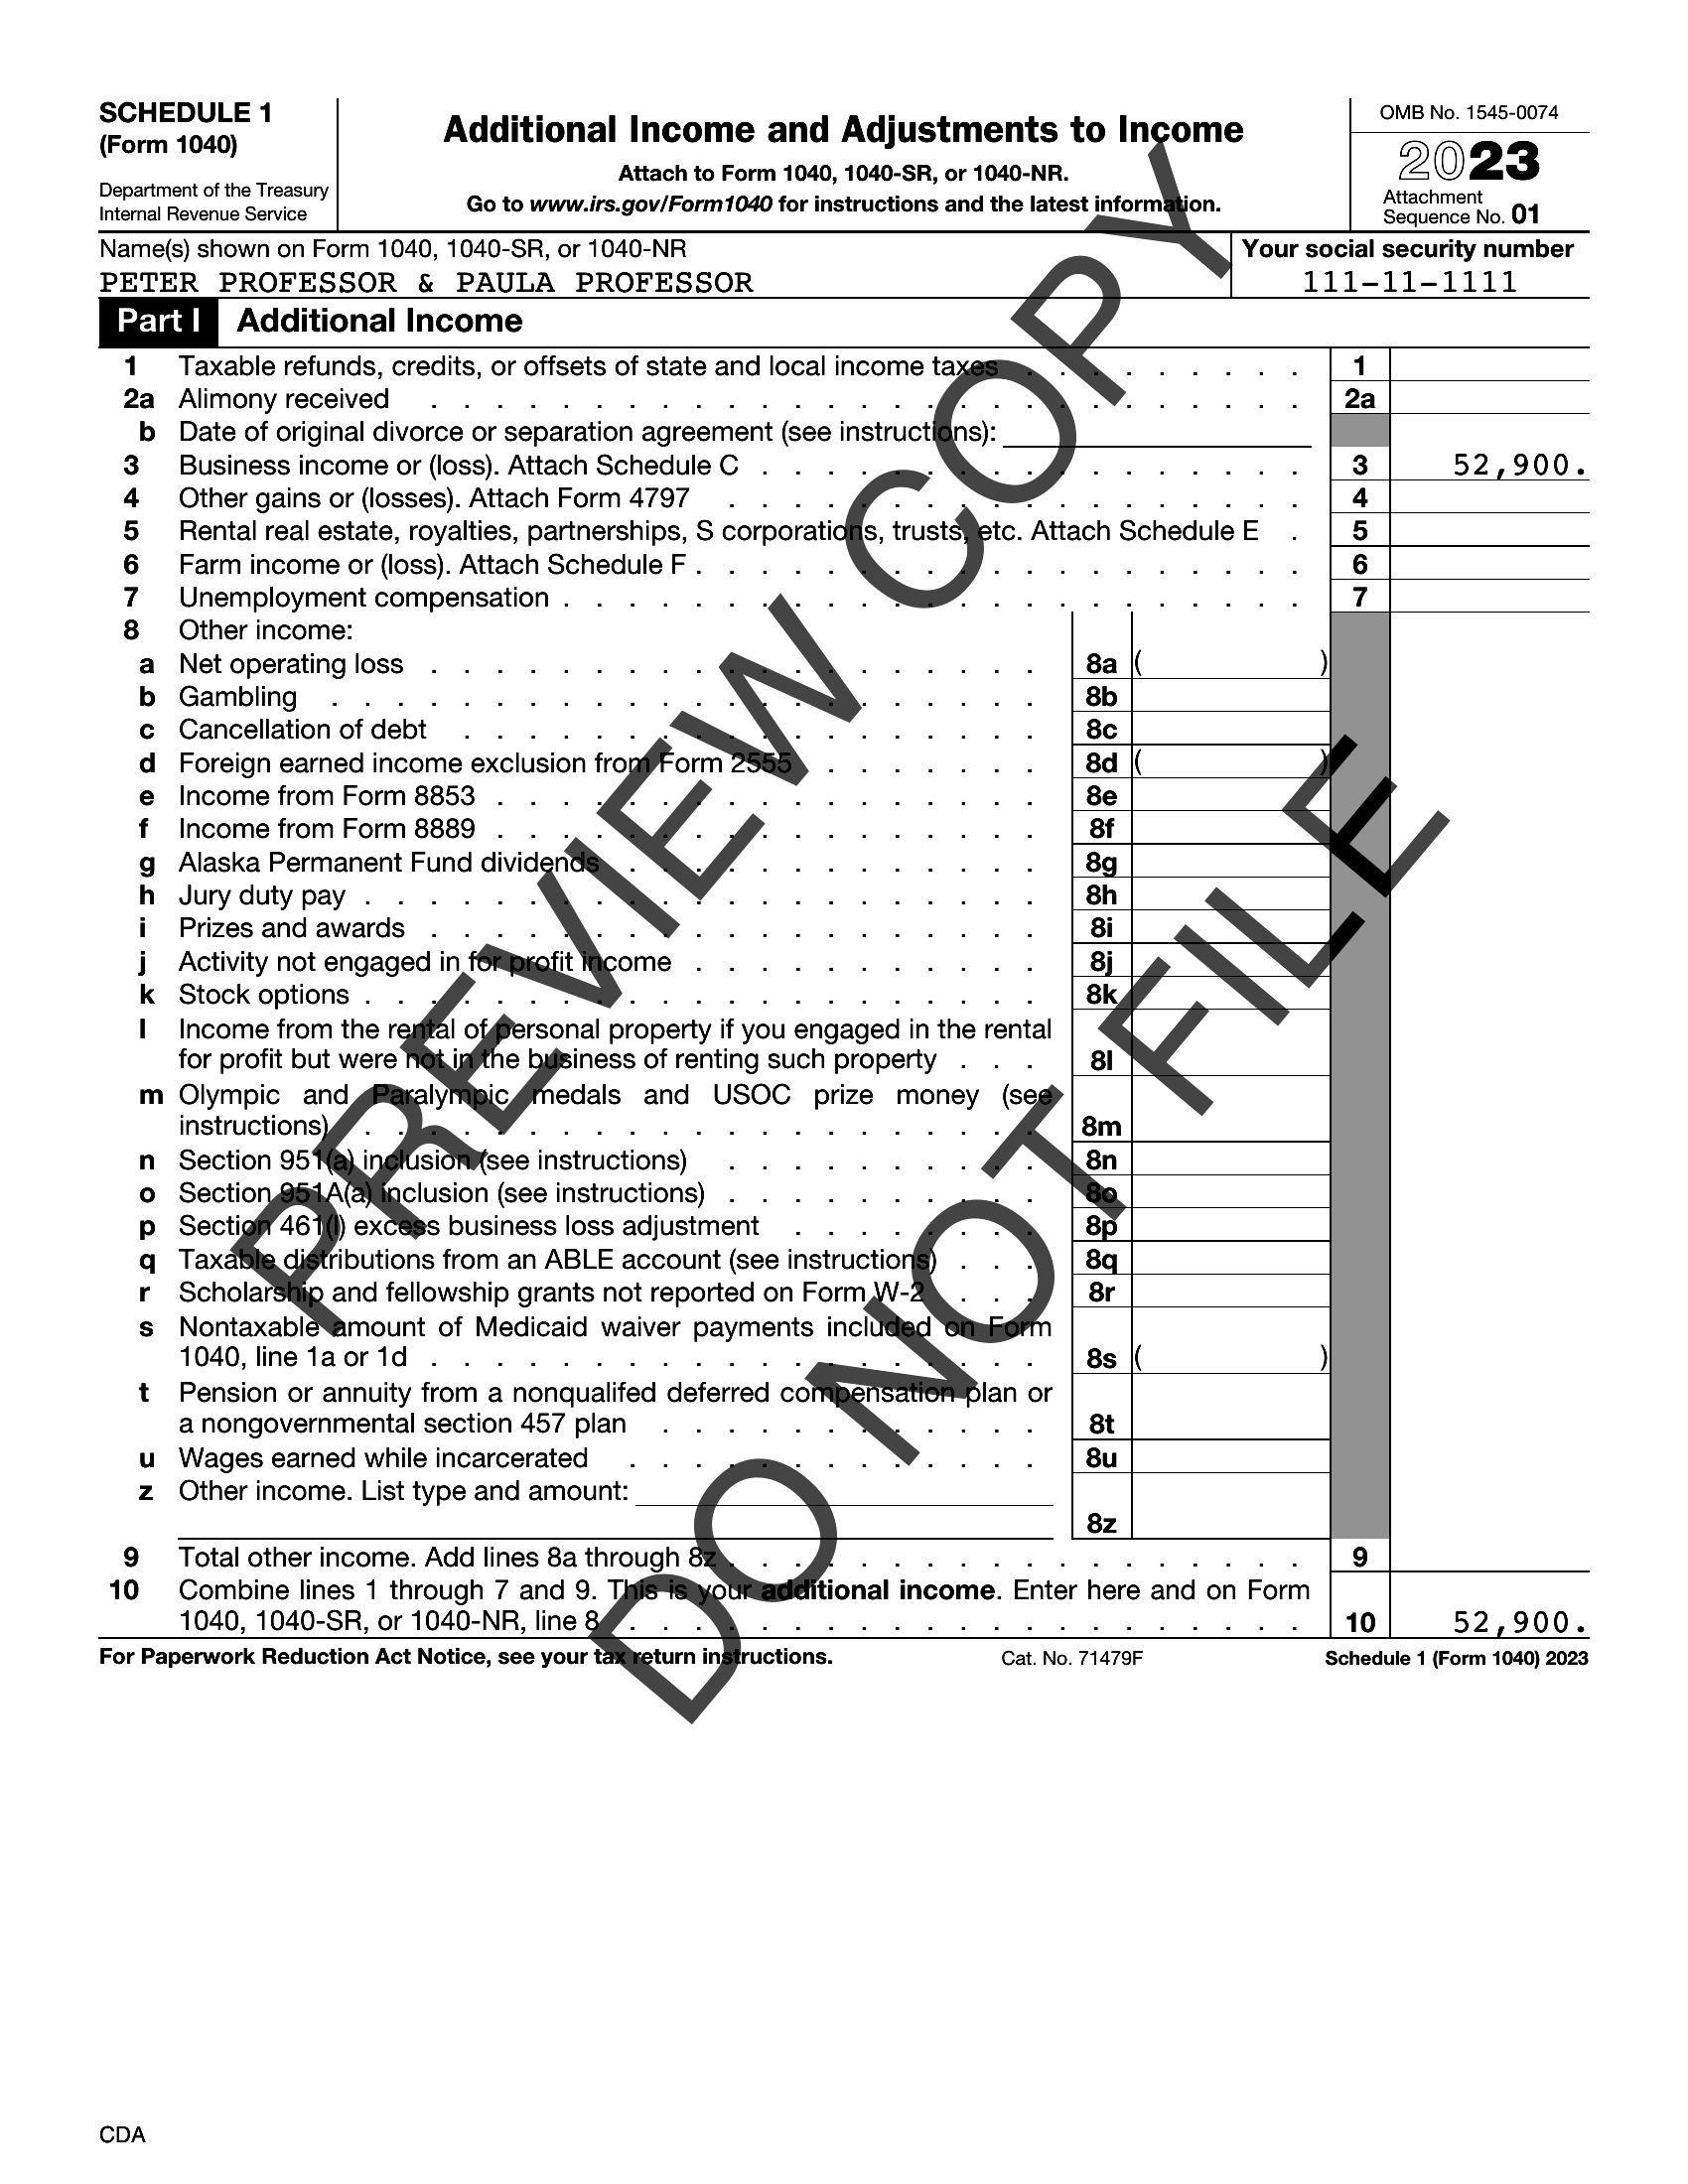 SCHEDULE 1
(Form 1040)
Department of the Treasury
Internal Revenue Service
Additional Income and Adjustments to Income
Attach to Form 1040, 1040-SR, or 1040-NR.
Go to www.irs.gov/Form1040 for instructions and the latest information.
OMB No. 1545-0074
2023
Attachment
Sequence No. 01
Name(s) shown on Form 1040, 1040-SR, or 1040-NR
PETER PROFESSOR & PAULA PROFESSOR
Your social security number
111-11-1111
Part I Additional Income
1 Taxable refunds, credits, or offsets of state and local income taxes . . . . . . . . . 1
2a Alimony received . . . . . . . . . . . . . . . . . . . . . . . . . . . 2a
b Date of original divorce or separation agreement (see instructions):
3 Business income or (loss). Attach Schedule C . . . . . . . . . . . . . . . . . 3 52,900.
4 Other gains or (losses). Attach Form 4797 . . . . . . . . . . . . . . . . . . 4
5 Rental real estate, royalties, partnerships, S corporations, trusts, etc. Attach Schedule E . 5
6 Farm income or (loss). Attach Schedule F . . . . . . . . . . . . . . . . . . . 6
7 Unemployment compensation . . . . . . . . . . . . . . . . . . . . . . . 7
8 Other income:
a Net operating loss . . . . . . . . . . . . . . . . . . . 8a ( )
b Gambling . . . . . . . . . . . . . . . . . . . . . . 8b
c Cancellation of debt . . . . . . . . . . . . . . . . . . 8c
d Foreign earned income exclusion from Form 2555 . . . . . . . 8d ( )
e Income from Form 8853 . . . . . . . . . . . . . . . . . 8e
f Income from Form 8889 . . . . . . . . . . . . . . . . . 8f
g Alaska Permanent Fund dividends . . . . . . . . . . . . . 8g
h Jury duty pay . . . . . . . . . . . . . . . . . . . . . 8h
i Prizes and awards . . . . . . . . . . . . . . . . . . . 8i
j Activity not engaged in for profit income . . . . . . . . . . . 8j
k Stock options . . . . . . . . . . . . . . . . . . . . . 8k
l Income from the rental of personal property if you engaged in the rental
for profit but were not in the business of renting such property . . . 8l
m Olympic and Paralympic medals and USOC prize money (see
instructions) . . . . . . . . . . . . . . . . . . . . . 8m
n Section 951(a) inclusion (see instructions) . . . . . . . . . . 8n
o Section 951A(a) inclusion (see instructions) . . . . . . . . . . 8o
p Section 461(l) excess business loss adjustment . . . . . . . . 8p
q Taxable distributions from an ABLE account (see instructions) . . . 8q
r Scholarship and fellowship grants not reported on Form W-2 . . . 8r
s Nontaxable amount of Medicaid waiver payments included on Form
1040, line 1a or 1d . . . . . . . . . . . . . . . . . . . 8s ( )
t Pension or annuity from a nonqualifed deferred compensation plan or
a nongovernmental section 457 plan . . . . . . . . . . . . 8t
u Wages earned while incarcerated . . . . . . . . . . . . . 8u
z Other income. List type and amount:
8z
9 Total other income. Add lines 8a through 8z . . . . . . . . . . . . . . . . . . 9
10 Combine lines 1 through 7 and 9. This is your additional income. Enter here and on Form
1040, 1040-SR, or 1040-NR, line 8 . . . . . . . . . . . . . . . . . . . . . 10 52,900.
For Paperwork Reduction Act Notice, see your tax return instructions.
Cat. No. 71479F
Schedule 1 (Form 1040) 2023
PREVIEW COPY
DO NOT FILE
CDA